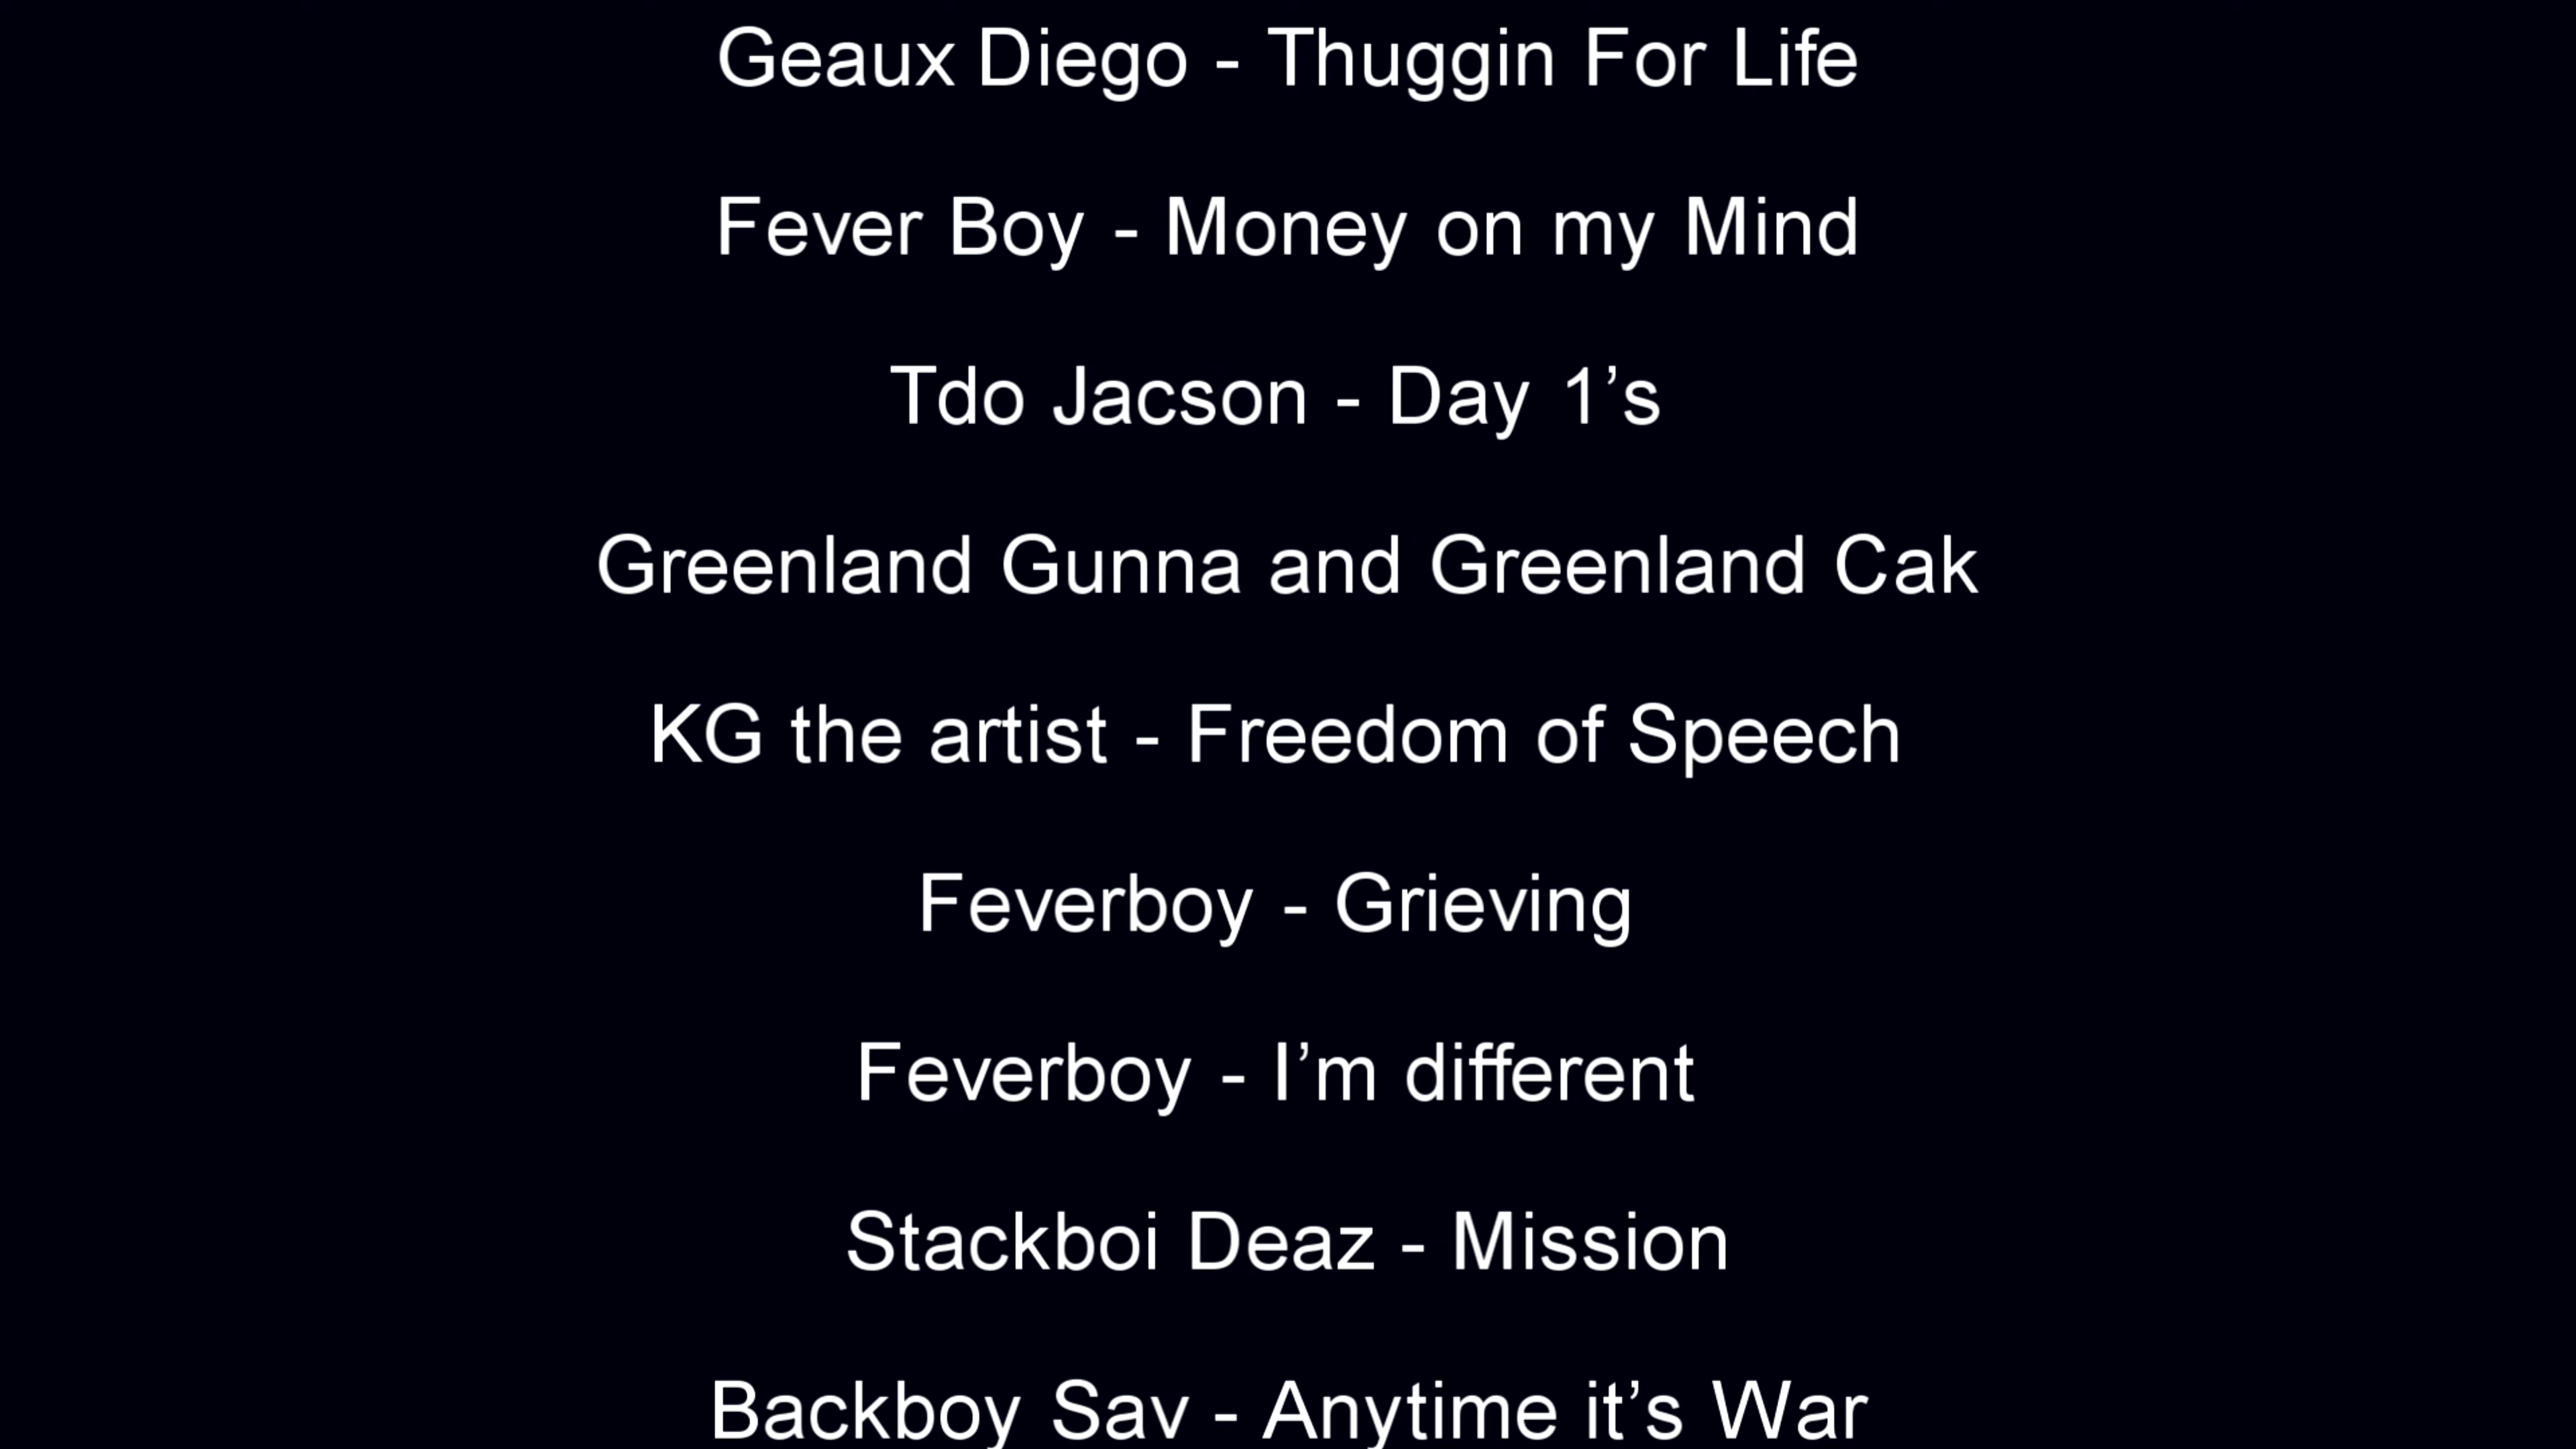 Geaux Diego - Thuggin For Life
Fever Boy - Money on my Mind
Tdo Jacson - Day 1’s
Greenland Gunna and Greenland Cak
KG the artist - Freedom of Speech
Feverboy - Grieving
Feverboy - I’m different
Stackboi Deaz - Mission
Backboy Sav - Anytime it’s War